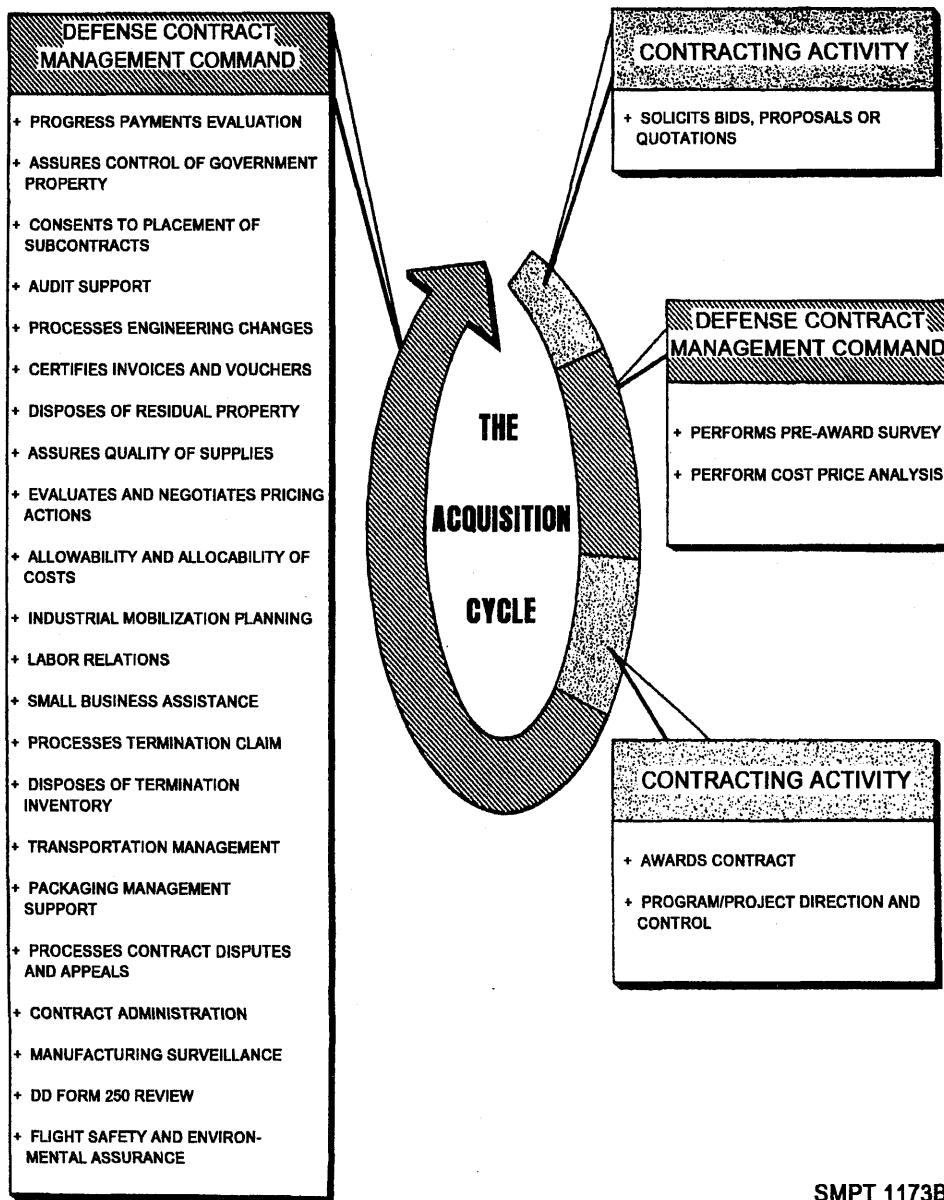 DEFENSE CONTRACT
MANAGEMENT COMMAND
+ PROGRESS PAYMENTS EVALUATION
+ ASSURES CONTROL OF GOVERNMENT
PROPERTY
+ CONSENTS TO PLACEMENT OF
SUBCONTRACTS
+ AUDIT SUPPORT
+ PROCESSES ENGINEERING CHANGES
+ CERTIFIES INVOICES AND VOUCHERS
+ DISPOSES OF RESIDUAL PROPERTY
+ ASSURES QUALITY OF SUPPLIES
+ EVALUATES AND NEGOTIATES PRICING
ACTIONS
+ ALLOWABILITY AND ALLOCABILITY OF
COSTS
+ INDUSTRIAL MOBILIZATION PLANNING
+ LABOR RELATIONS
+ SMALL BUSINESS ASSISTANCE
+ PROCESSES TERMINATION CLAIM
+ DISPOSES OF TERMINATION
INVENTORY
+ TRANSPORTATION MANAGEMENT
+ PACKAGING MANAGEMENT
SUPPORT
+ PROCESSES CONTRACT DISPUTES
AND APPEALS
+ CONTRACT ADMINISTRATION
+ MANUFACTURING SURVEILLANCE
+ DD FORM 250 REVIEW
+ FLIGHT SAFETY AND ENVIRON-
MENTAL ASSURANCE
THE
ACQUISITION
CYCLE
CONTRACTING ACTIVITY
+ SOLICITS BIDS, PROPOSALS OR
QUOTATIONS
DEFENSE CONTRACT
MANAGEMENT COMMAND
+ PERFORMS PRE-AWARD SURVEY
+ PERFORM COST PRICE ANALYSIS
CONTRACTING ACTIVITY
+ AWARDS CONTRACT
+ PROGRAM/PROJECT DIRECTION AND
CONTROL
SMPT 1173B